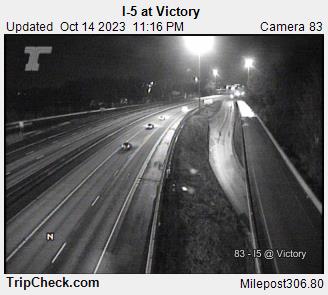 I-5 at Victory
Updated Oct 14 2023 11:16 PM Camera 83
T
N
83 - I5 @ Victory
TripCheck.com Milepost306.80